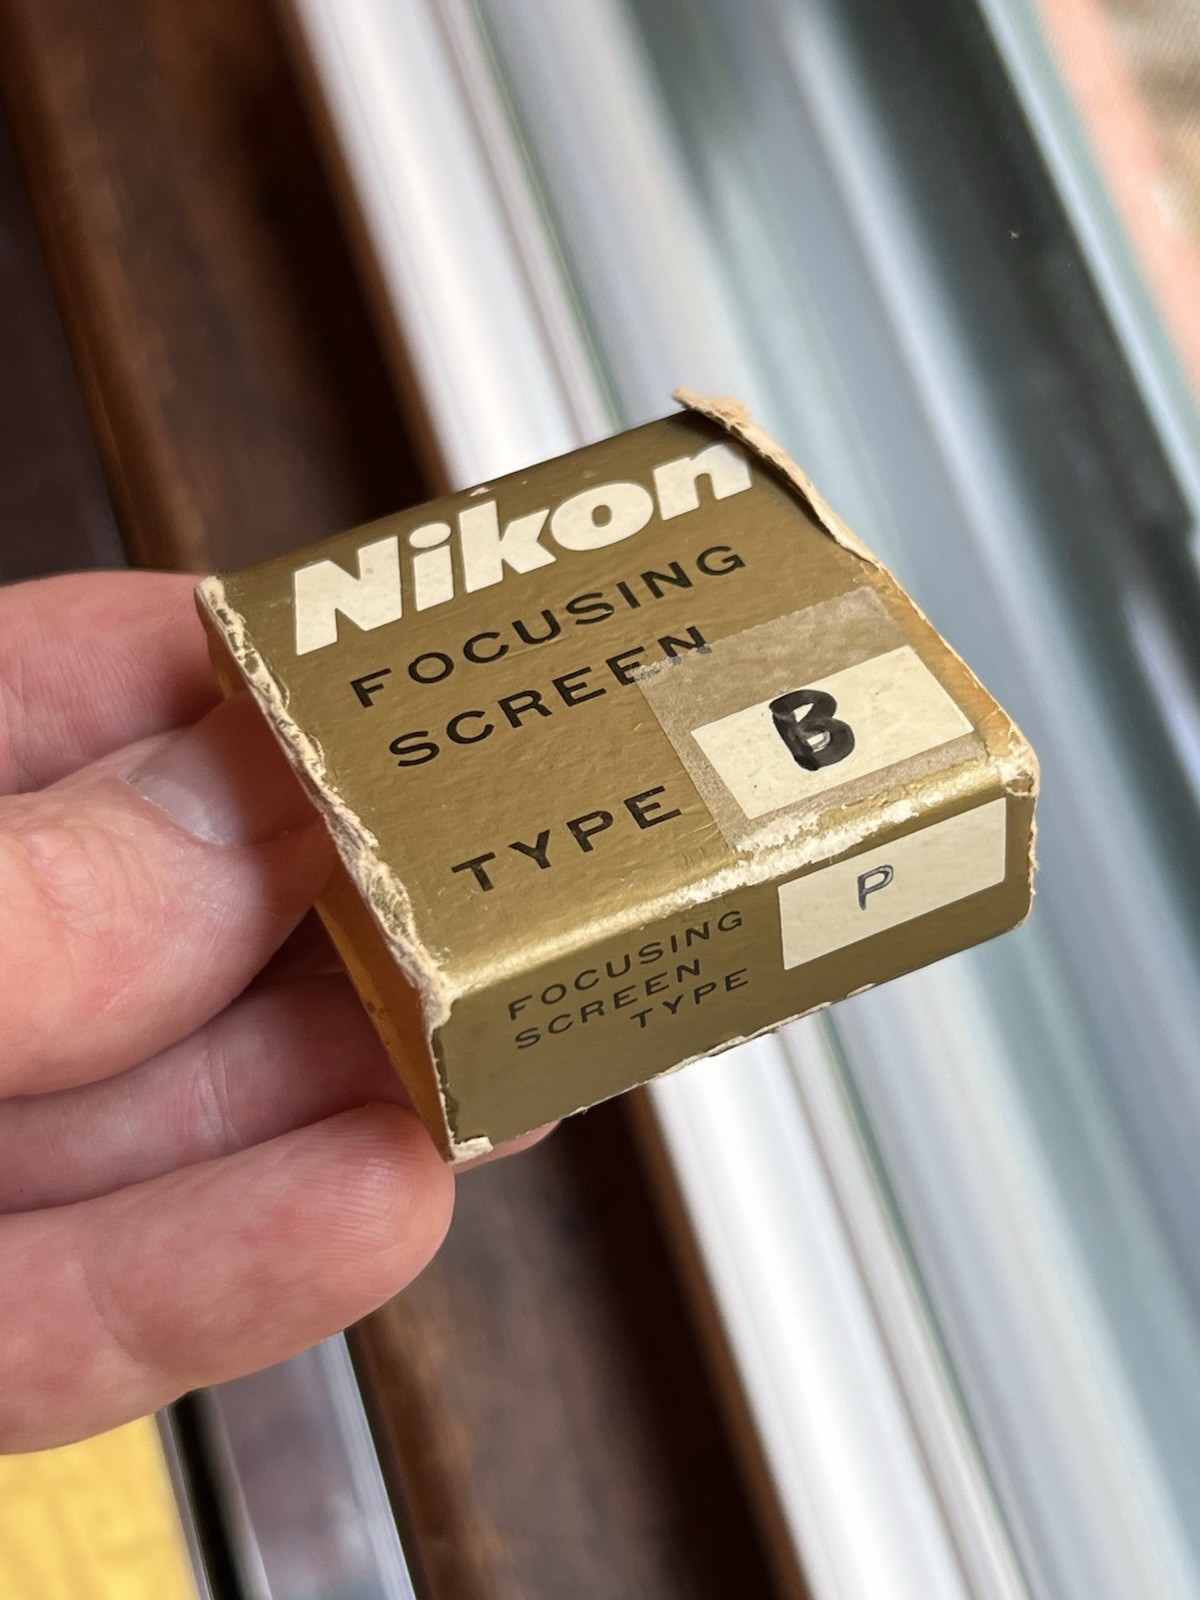 Nikon
FOCUSING
SCREEN
TYPE B
FOCUSING
SCREEN
TYPE
P